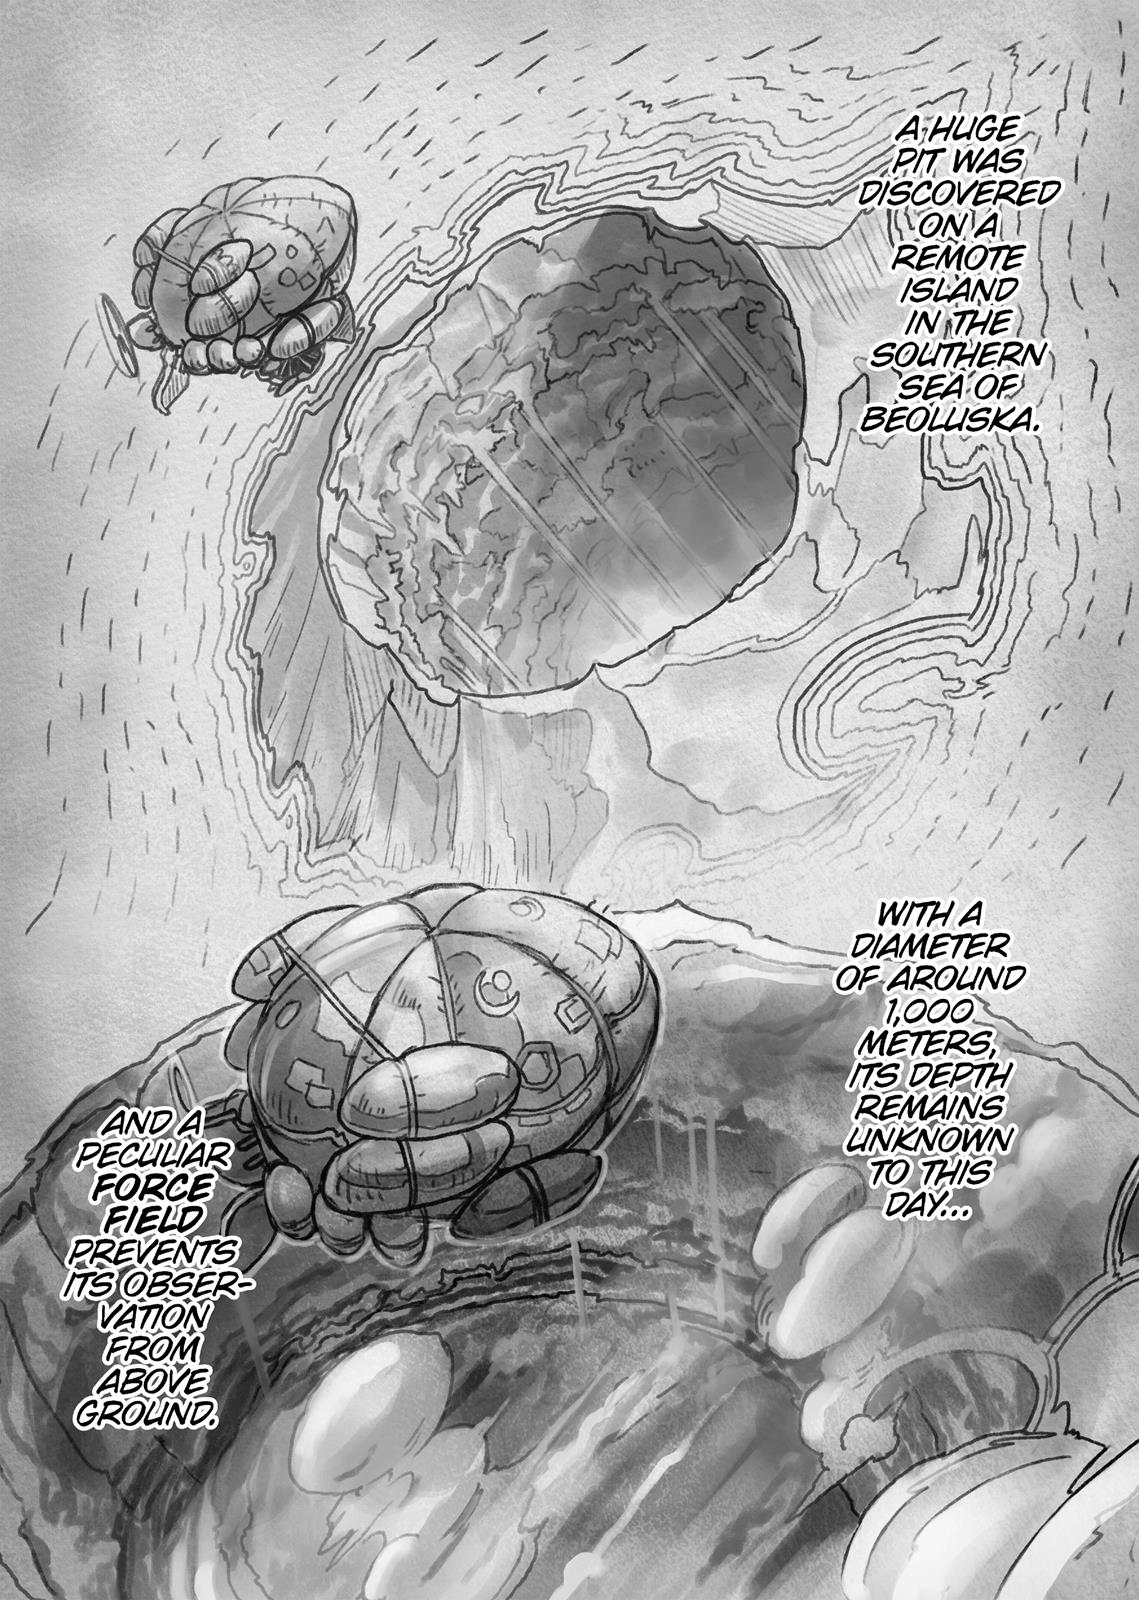 A HUGE
PIT WAS
DISCOVERED
ON A
REMOTE
ISLAND
IN THE
SOUTHERN
SEA OF
BEOLUSKA.
WITH A
DIAMETER
OF AROUND
1,000
METERS,
ITS DEPTH
REMAINS
UNKNOWN
TO THIS
DAY...
AND A
PECULIAR
FORCE
FIELD
PREVENTS
ITS OBSER-
VATION
FROM
ABOVE
GROUND.